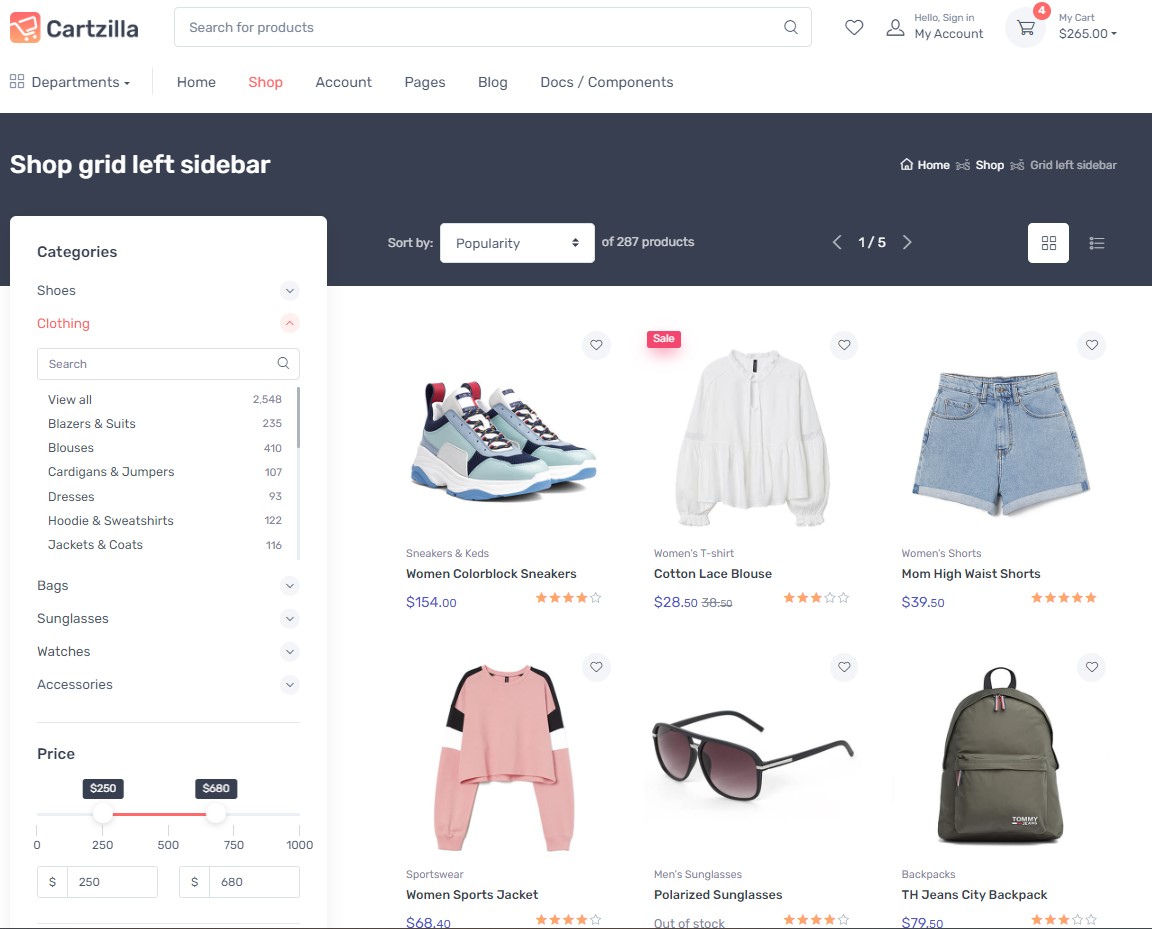 Cartzilla
Search for products
Hello, Sign in
My Account
4
My Cart
$265.00
Departments
Home
Shop
Account
Pages
Blog
Docs / Components
Shop grid left sidebar
Home
Shop
Grid left sidebar
Sort by:
Popularity
of 287 products
1 / 5
Categories
Shoes
Clothing
Search
View all 2,548
Blazers & Suits 235
Blouses 410
Cardigans & Jumpers 107
Dresses 93
Hoodie & Sweatshirts 122
Jackets & Coats 116
Bags
Sunglasses
Watches
Accessories
Price
$250 $680
0 250 500 750 1000
$ 250 $ 680
Sneakers & Keds
Women Colorblock Sneakers
$154.00
Sale
Women's T-shirt
Cotton Lace Blouse
$28.50 38.50
Women's Shorts
Mom High Waist Shorts
$39.50
Sportswear
Women Sports Jacket
$68.40
Men's Sunglasses
Polarized Sunglasses
Out of stock
TOMMY
JEANS
Backpacks
TH Jeans City Backpack
$79.50